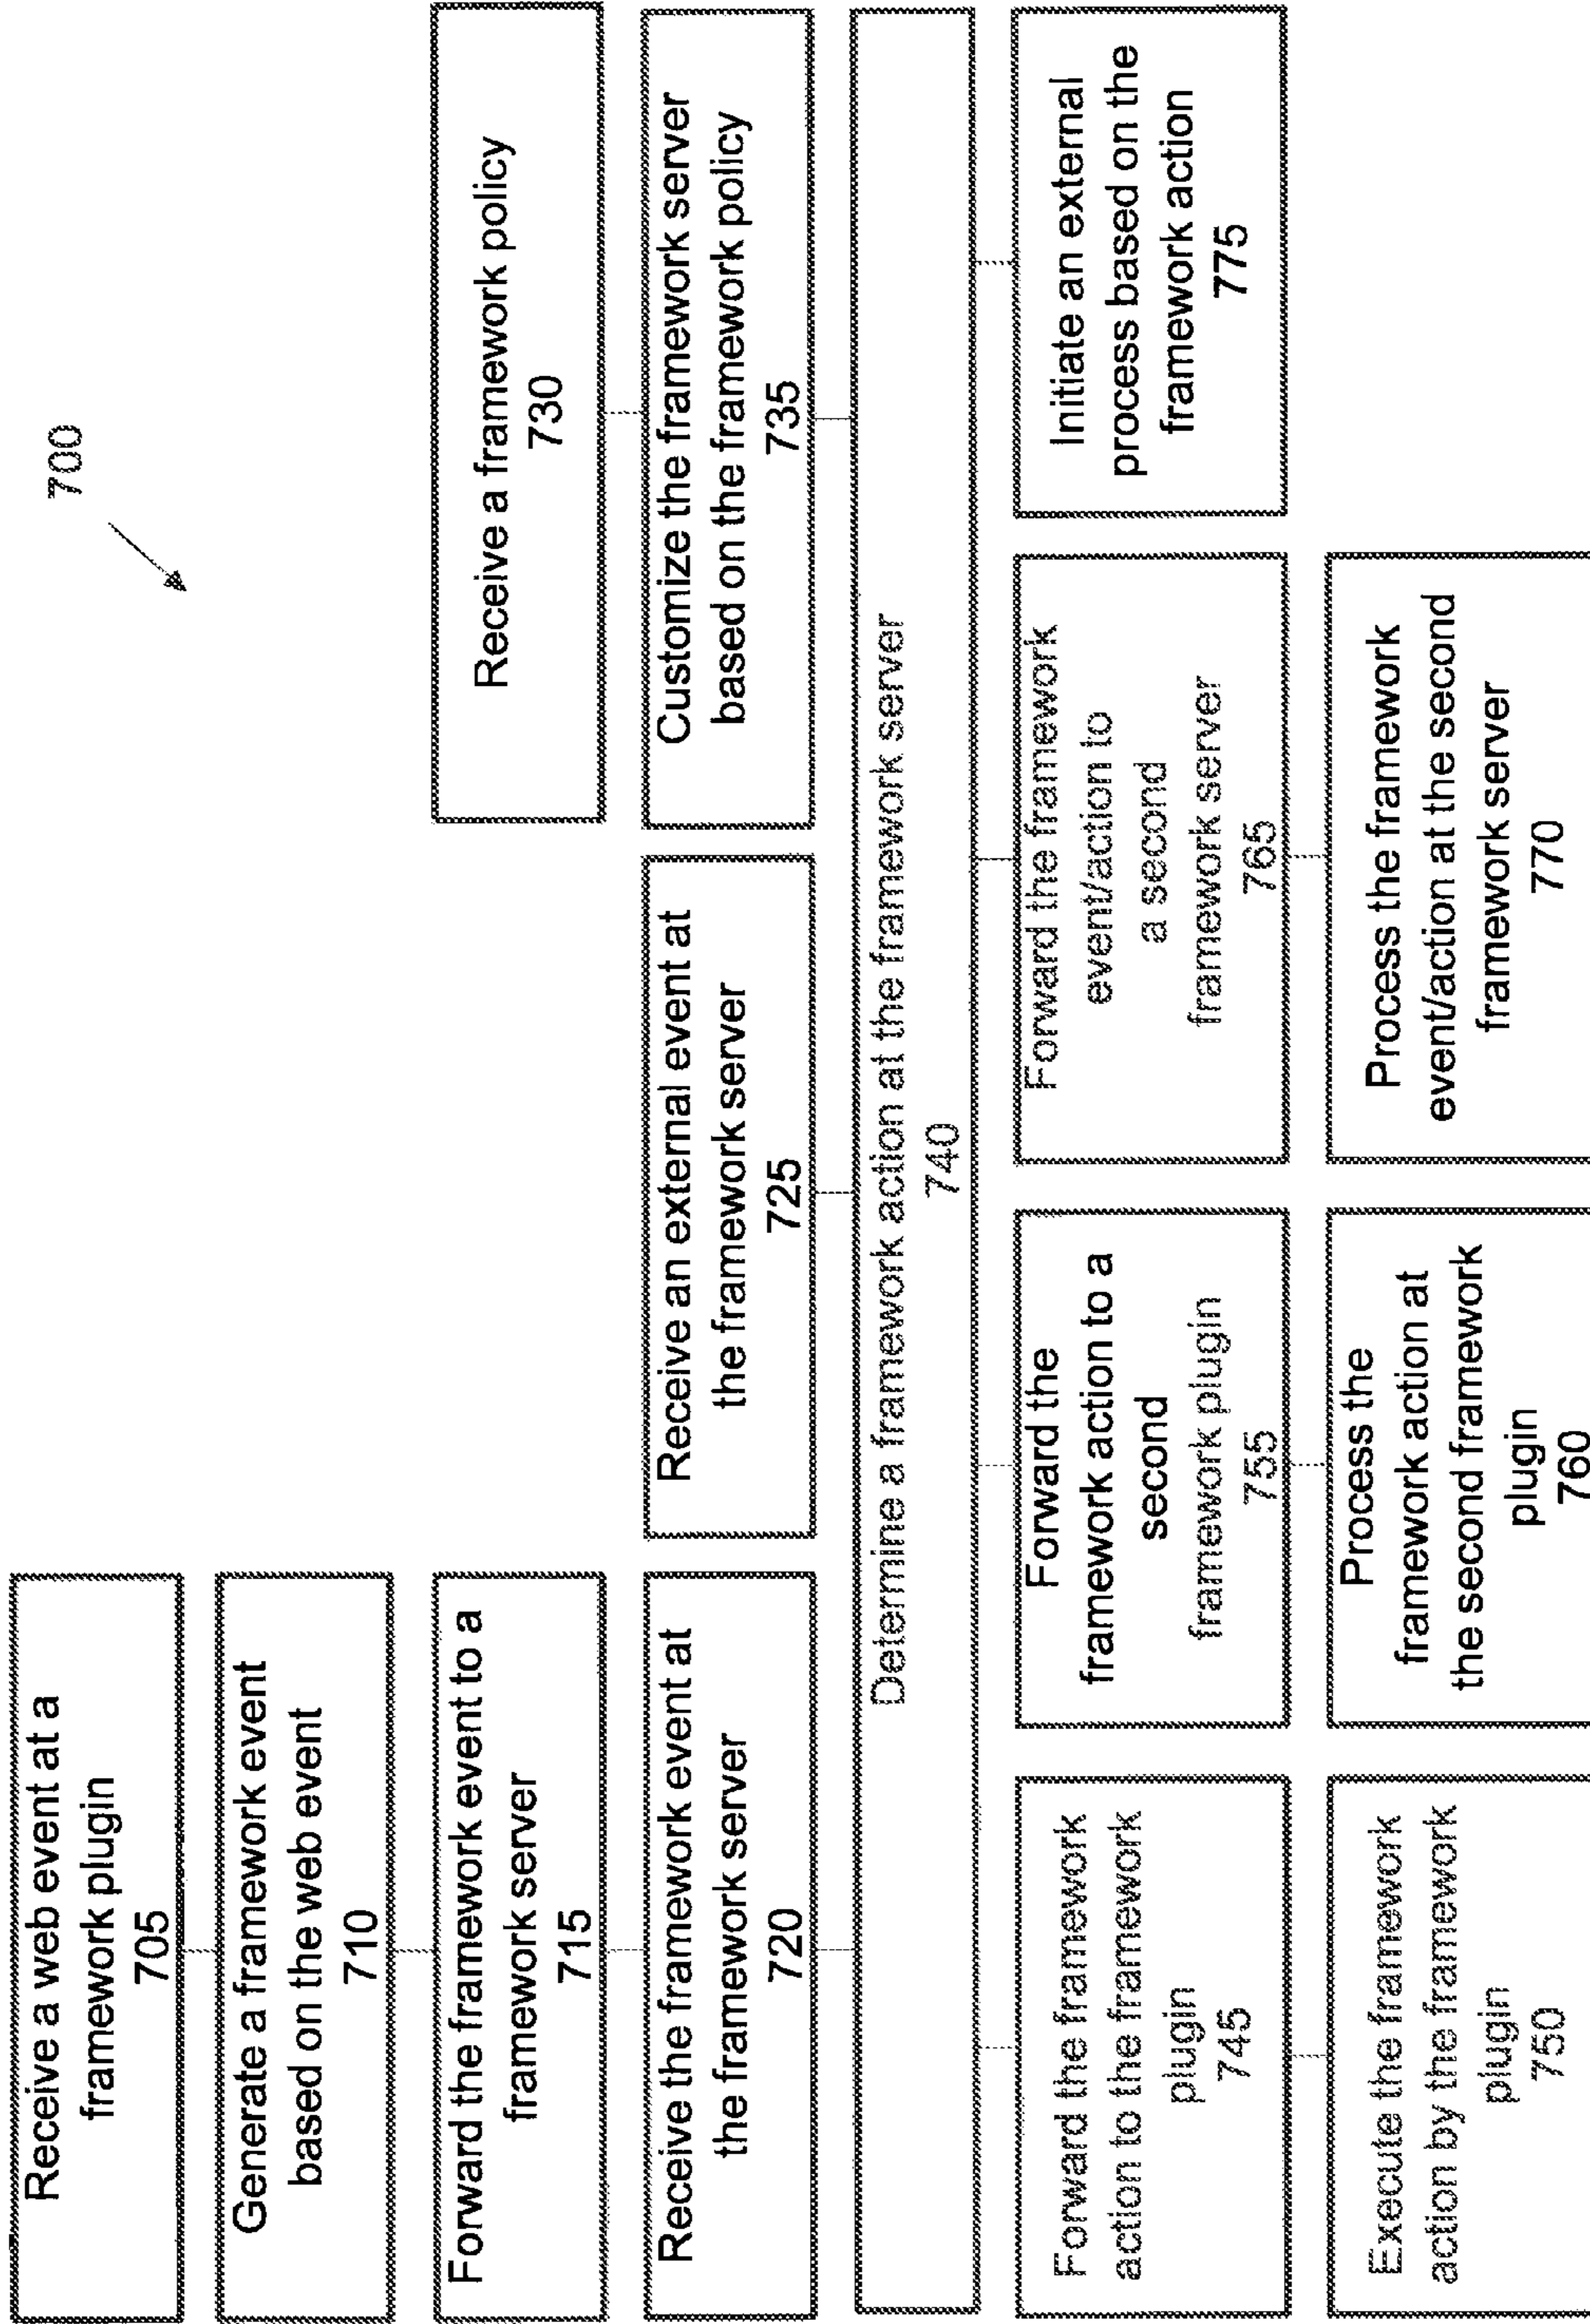 700
Receive a web event at a
framework plugin
705
Generate a framework event
based on the web event
710
Forward the framework event to a
framework server
715
Receive the framework event at
the framework server
720
Receive an external event at
the framework server
725
Receive a framework policy
730
Customize the framework server
based on the framework policy
735
Determine a framework action at the framework server
740
Forward the framework
action to the framework
plugin
745
Execute the framework
action by the framework
plugin
750
Forward the
framework action to a
second
framework plugin
755
Process the
framework action at
the second framework
plugin
760
Forward the framework
event/action to
a second
framework server
765
Process the framework
event/action at the second
framework server
770
Initiate an external
process based on the
framework action
775